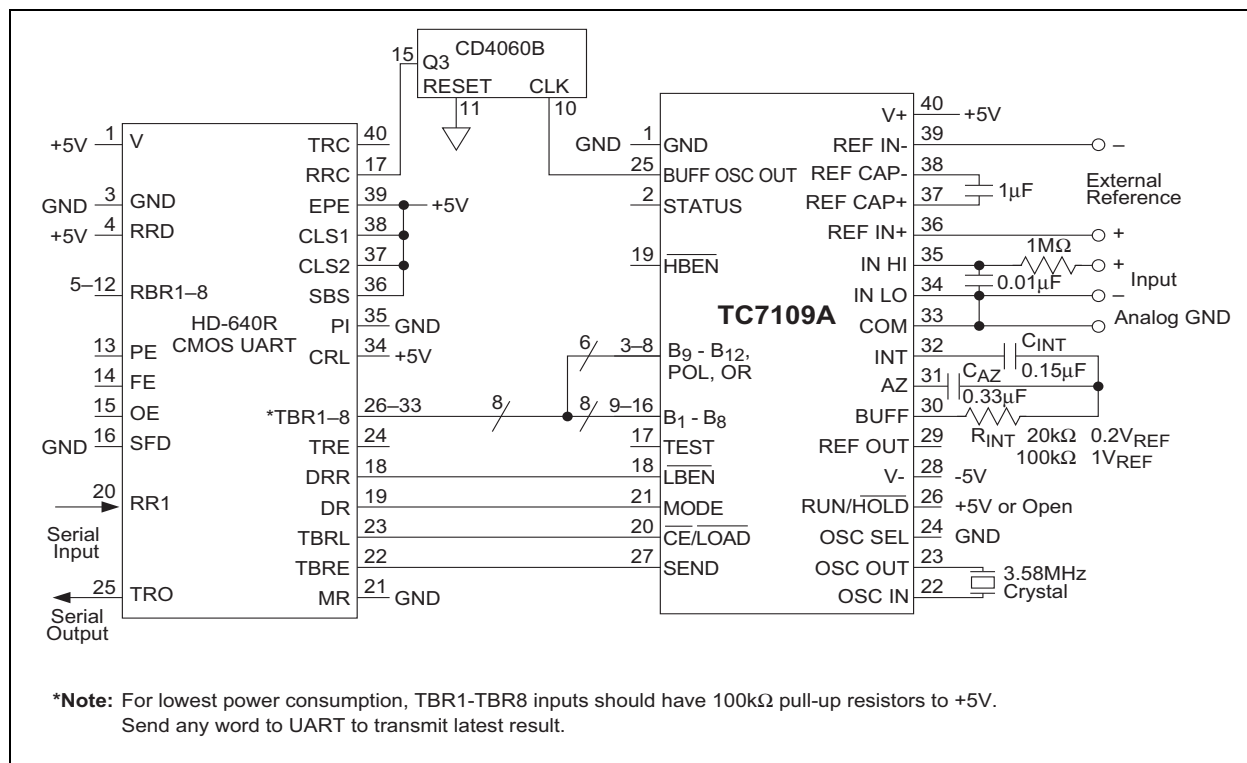 CD4060B
15 Q3
RESET CLK
11 10
HD-640R
CMOS UART
+5V 1 V
GND 3 GND
+5V 4 RRD
5–12 RBR1–8
13 PE
14 FE
15 OE
GND 16 SFD
20 RR1
Serial
Input
25 TRO
Serial
Output
TRC 40
RRC 17
EPE 39 +5V
CLS1 38
CLS2 37
SBS 36
PI 35 GND
CRL 34 +5V
*TBR1–8 26–33 8
6
8
TRE 24
DRR 18
DR 19
TBRL 23
TBRE 22
MR 21 GND
TC7109A
GND 1 GND
25 BUFF OSC OUT
2 STATUS
19 HBEN
3–8 B9 - B12,
POL, OR
9–16 B1 - B8
17 TEST
18 LBEN
21 MODE
20 CE/LOAD
27 SEND
V+ 40 +5V
REF IN- 39 –
REF CAP- 38
1µF
REF CAP+ 37
External
Reference
REF IN+ 36 +
IN HI 35 1MΩ +
0.01µF
Input
IN LO 34 –
COM 33 Analog GND
INT 32 CINT
0.15µF
AZ 31 CAZ
0.33µF
BUFF 30
RINT 20kΩ 0.2VREF
100kΩ 1VREF
REF OUT 29
V- 28 -5V
RUN/HOLD 26 +5V or Open
OSC SEL 24 GND
OSC OUT 23
3.58MHz
Crystal
OSC IN 22
*Note: For lowest power consumption, TBR1-TBR8 inputs should have 100kΩ pull-up resistors to +5V.
Send any word to UART to transmit latest result.